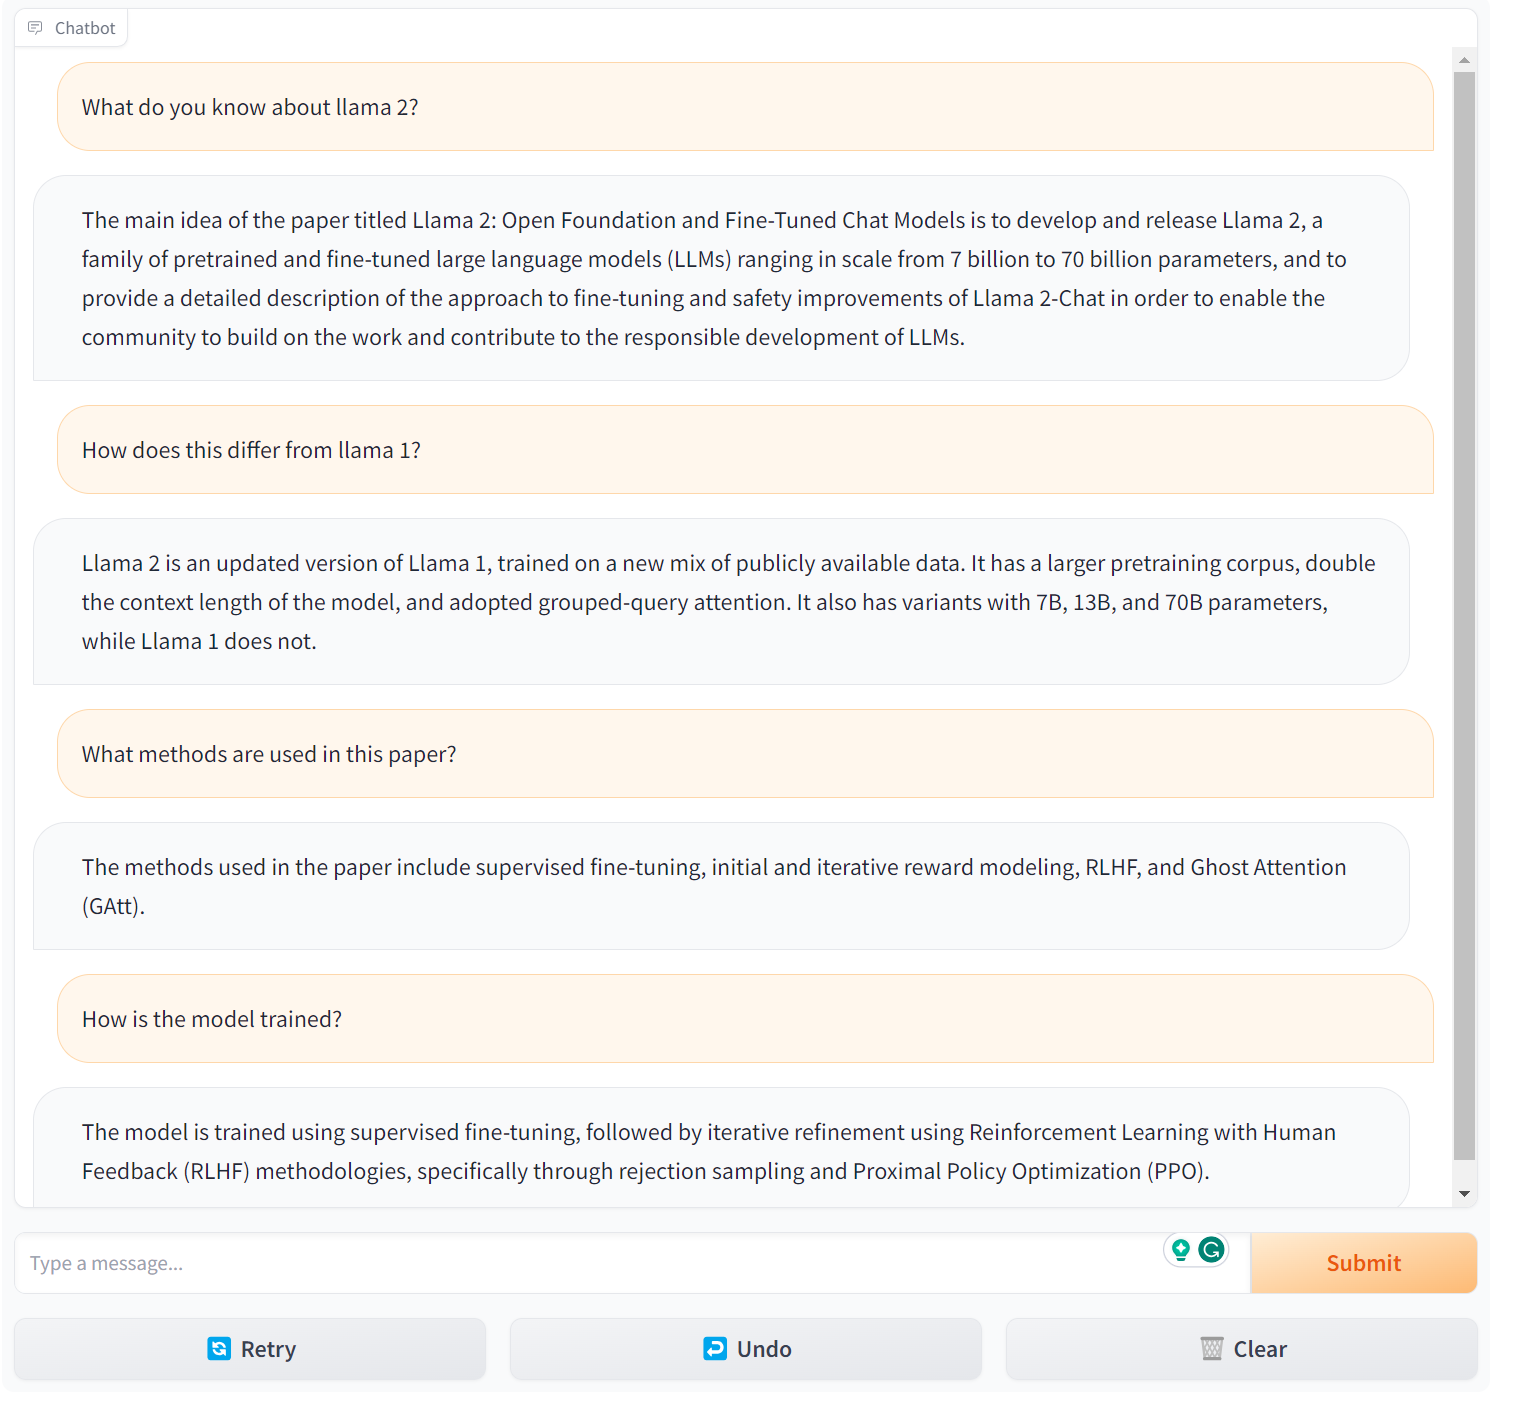 Chatbot
What do you know about llama 2?
The main idea of the paper titled Llama 2: Open Foundation and Fine-Tuned Chat Models is to develop and release Llama 2, a
family of pretrained and fine-tuned large language models (LLMs) ranging in scale from 7 billion to 70 billion parameters, and to
provide a detailed description of the approach to fine-tuning and safety improvements of Llama 2-Chat in order to enable the
community to build on the work and contribute to the responsible development of LLMs.
How does this differ from llama 1?
Llama 2 is an updated version of Llama 1, trained on a new mix of publicly available data. It has a larger pretraining corpus, double
the context length of the model, and adopted grouped-query attention. It also has variants with 7B, 13B, and 70B parameters,
while Llama 1 does not.
What methods are used in this paper?
The methods used in the paper include supervised fine-tuning, initial and iterative reward modeling, RLHF, and Ghost Attention
(GAtt).
How is the model trained?
The model is trained using supervised fine-tuning, followed by iterative refinement using Reinforcement Learning with Human
Feedback (RLHF) methodologies, specifically through rejection sampling and Proximal Policy Optimization (PPO).
Type a message...
Submit
Retry
Undo
Clear